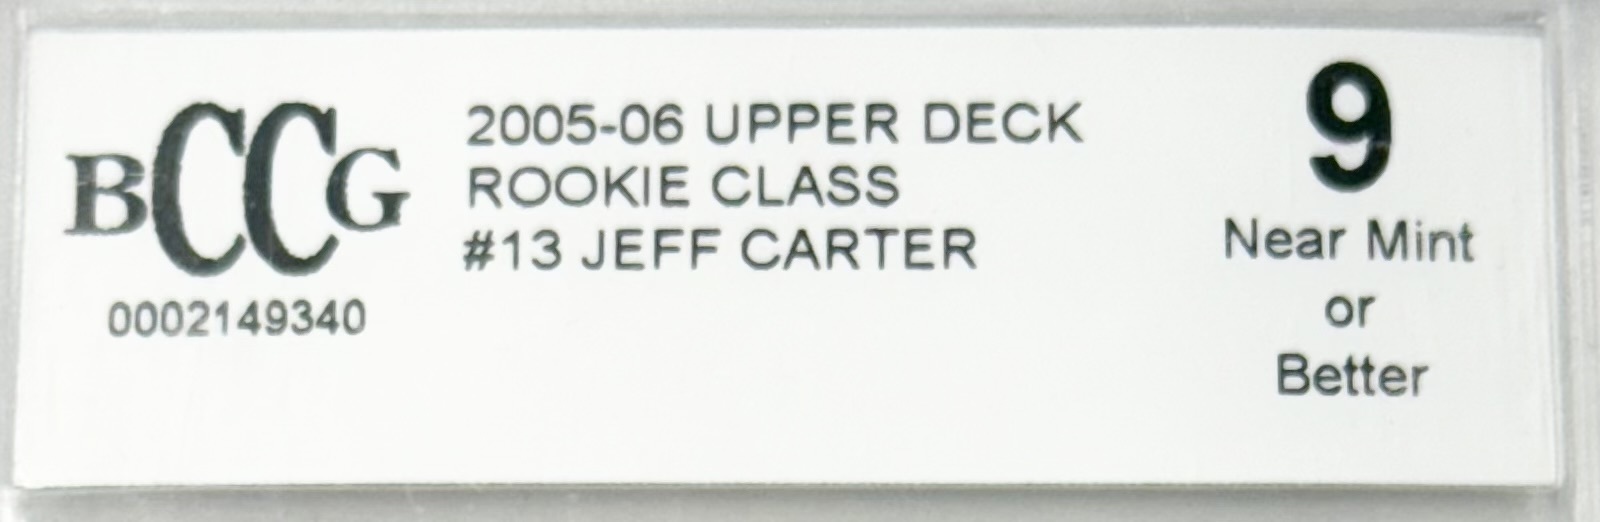 BCCG
0002149340
2005-06 UPPER DECK
ROOKIE CLASS
#13 JEFF CARTER
9
Near Mint
or
Better